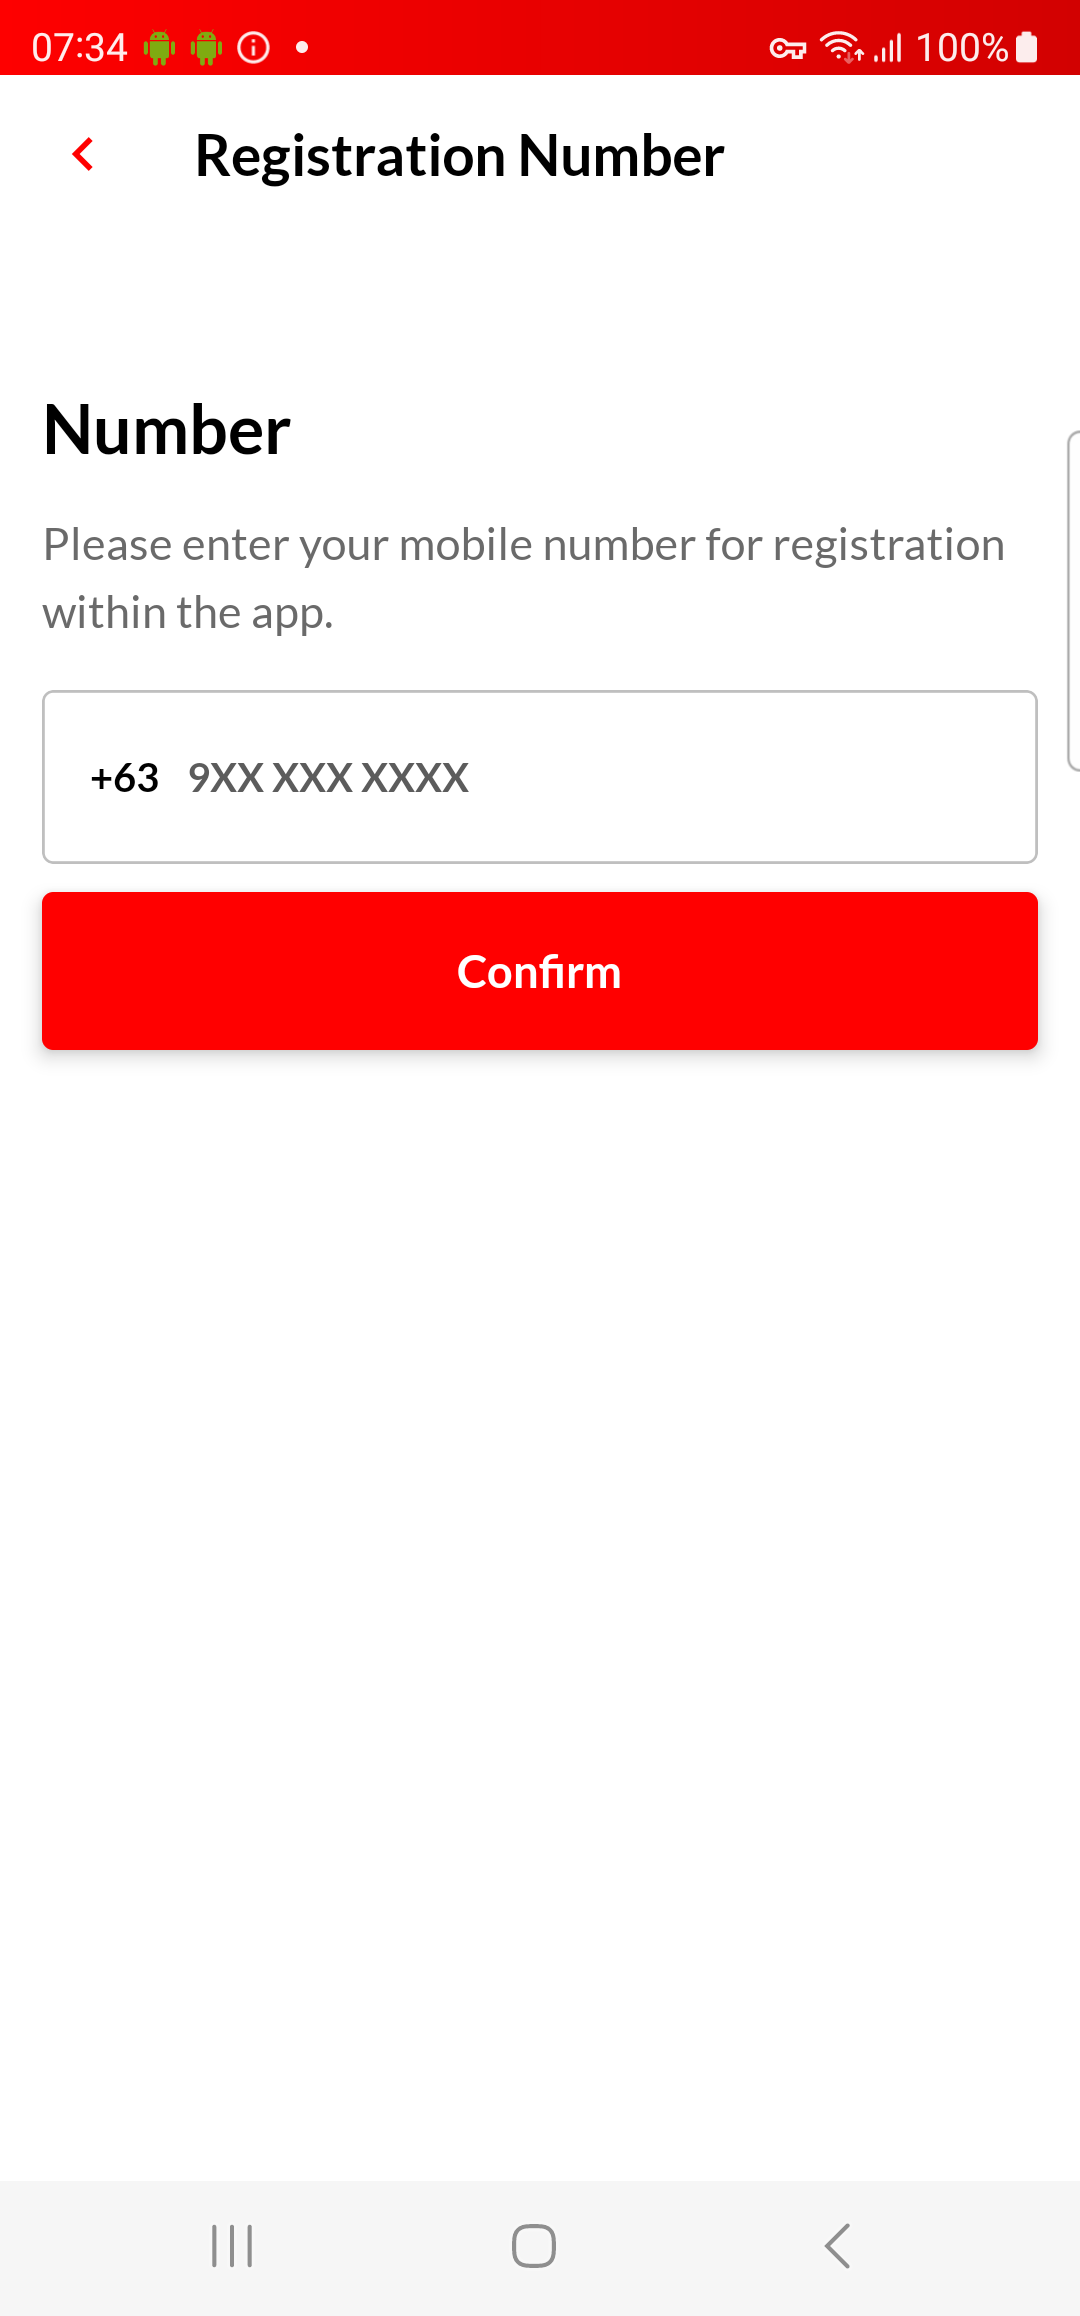 07:34
100%
Registration Number
Number
Please enter your mobile number for registration
within the app.
+63 9XX XXX XXXX
Confirm